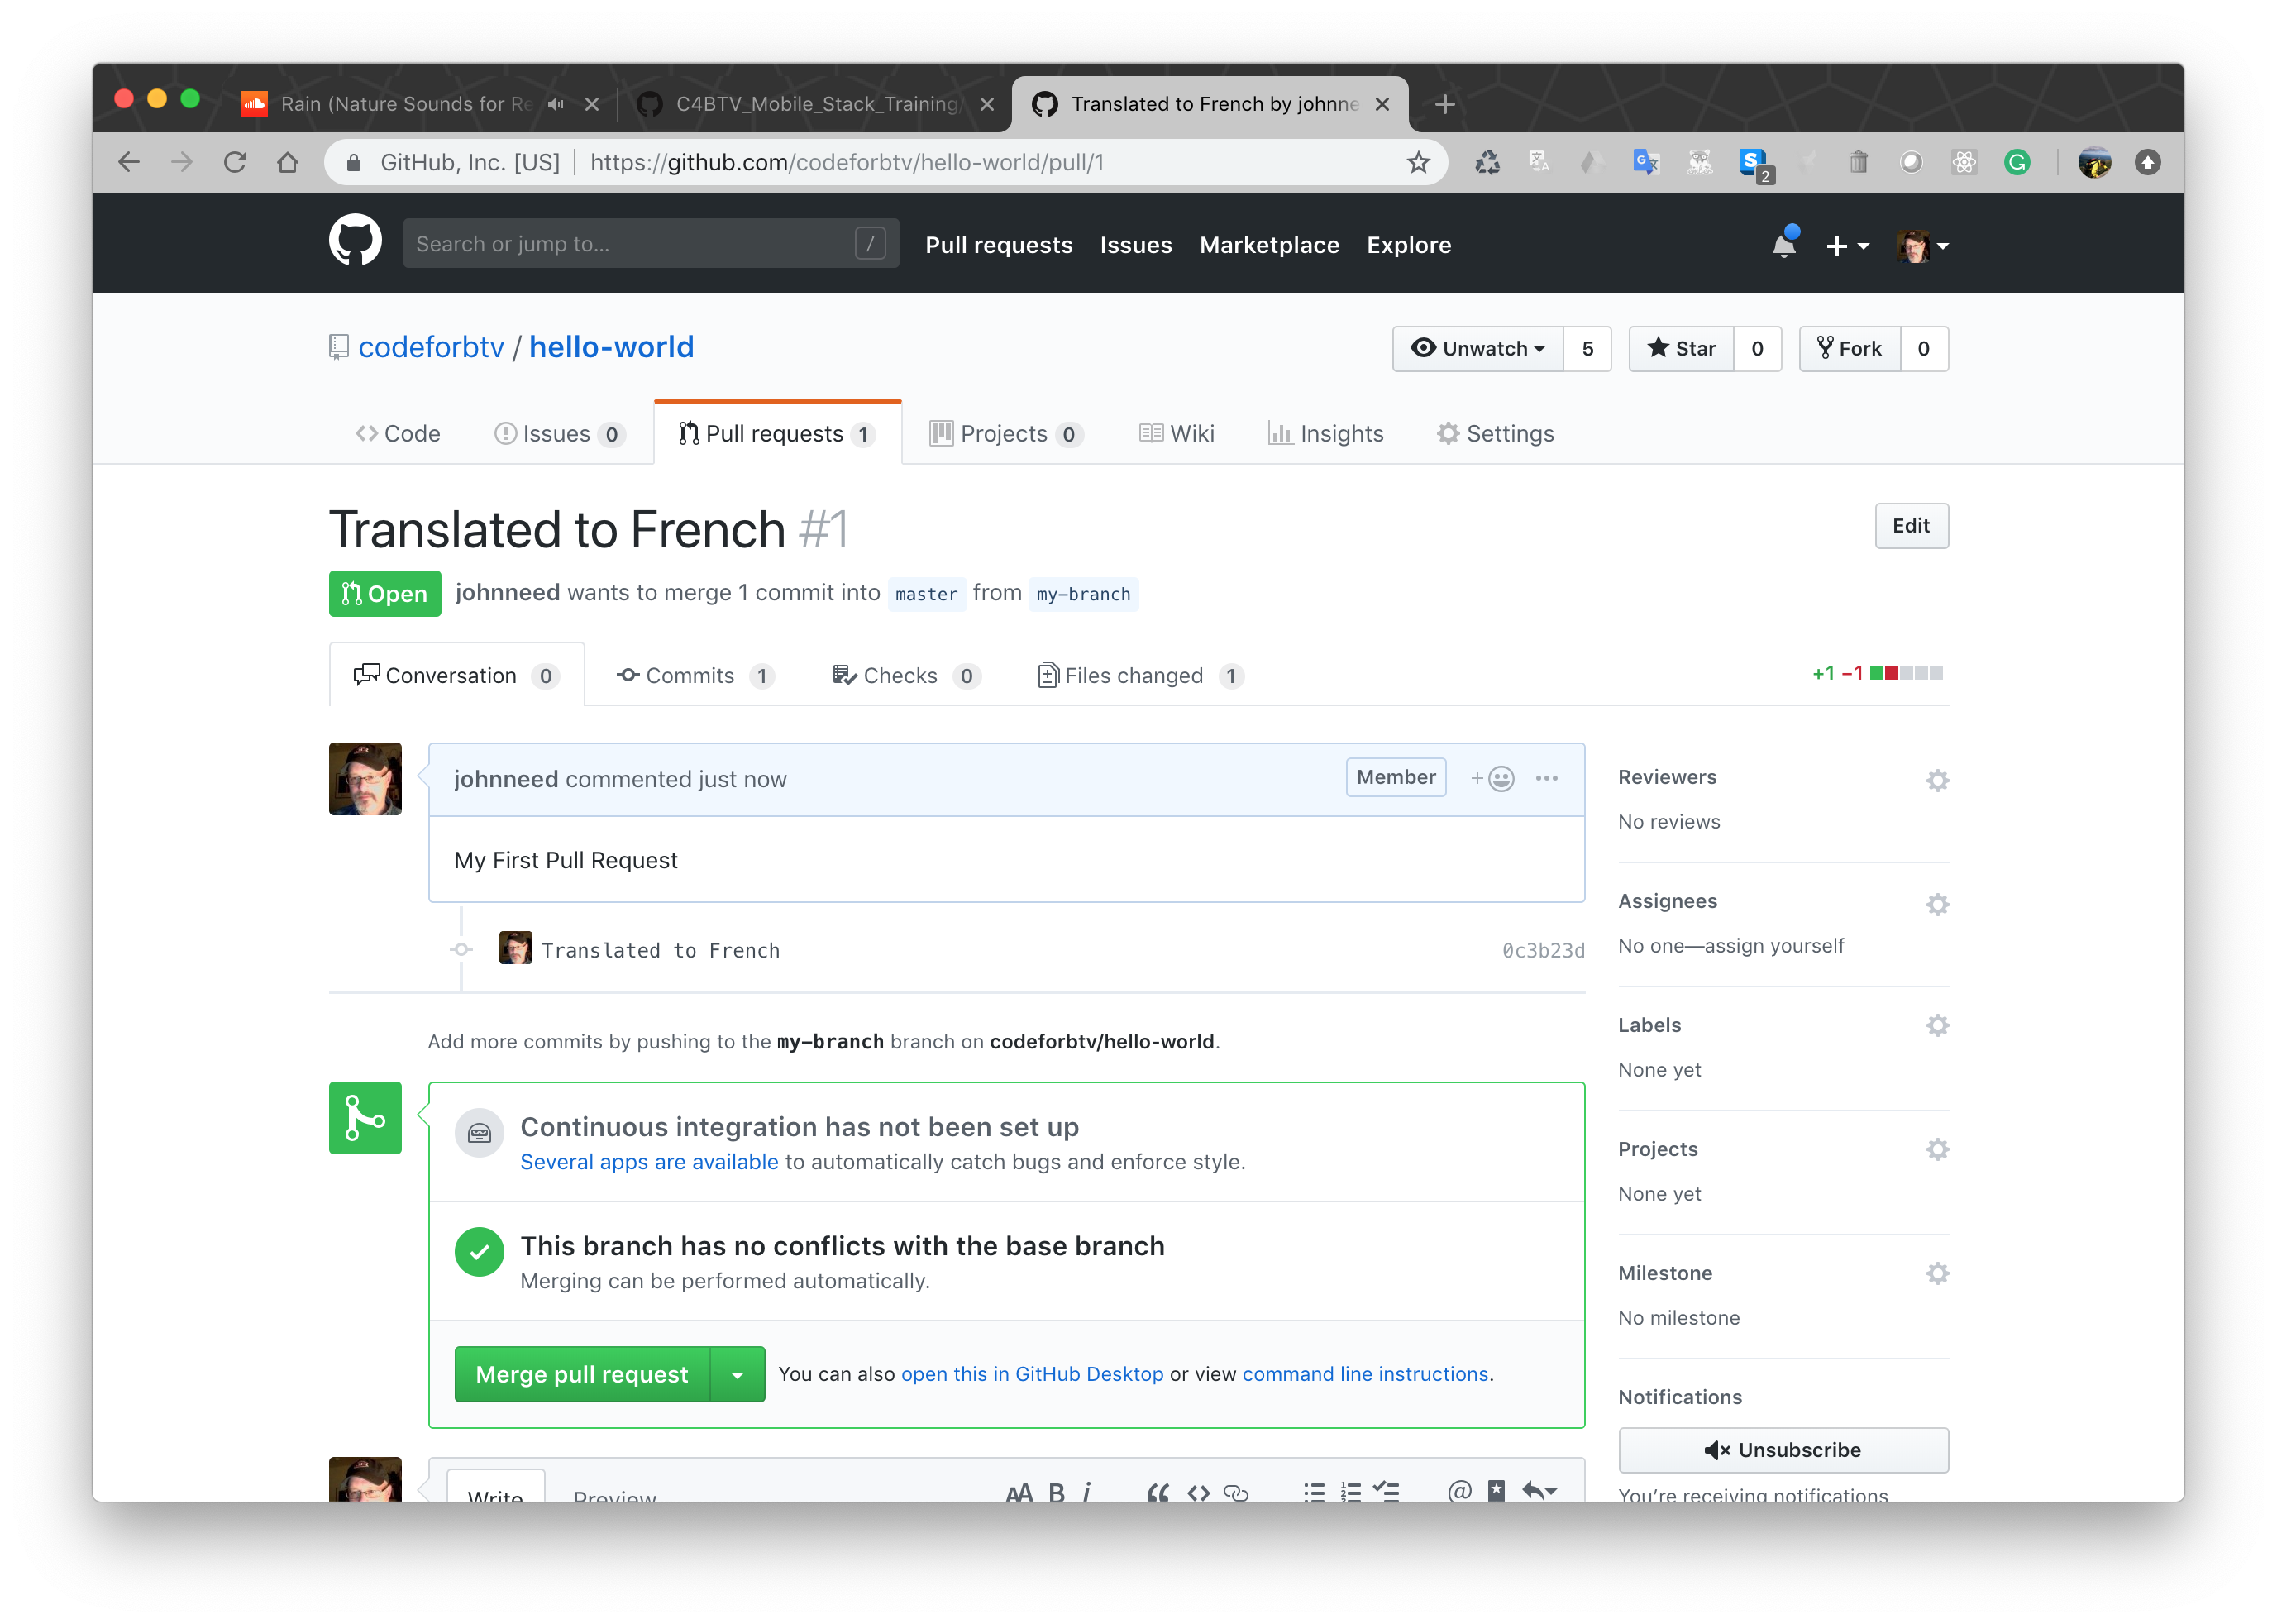 Rain (Nature Sounds for Re
C4BTV_Mobile_Stack_Training/
Translated to French by johnne
GitHub, Inc. [US] | https://github.com/codeforbtv/hello-world/pull/1
2
Search or jump to... /
Pull requests Issues Marketplace Explore
codeforbtv / hello-world
Unwatch 5 Star 0 Fork 0
Code Issues 0 Pull requests 1 Projects 0 Wiki Insights Settings
Translated to French #1
Edit
Open johnneed wants to merge 1 commit into master from my-branch
Conversation 0 Commits 1 Checks 0 Files changed 1
+1 −1
johnneed commented just now
Member
My First Pull Request
Translated to French 0c3b23d
Add more commits by pushing to the my-branch branch on codeforbtv/hello-world.
Continuous integration has not been set up
Several apps are available to automatically catch bugs and enforce style.
This branch has no conflicts with the base branch
Merging can be performed automatically.
Merge pull request
You can also open this in GitHub Desktop or view command line instructions.
Write Preview
AA B i
Reviewers
No reviews
Assignees
No one—assign yourself
Labels
None yet
Projects
None yet
Milestone
No milestone
Notifications
Unsubscribe
You’re receiving notifications